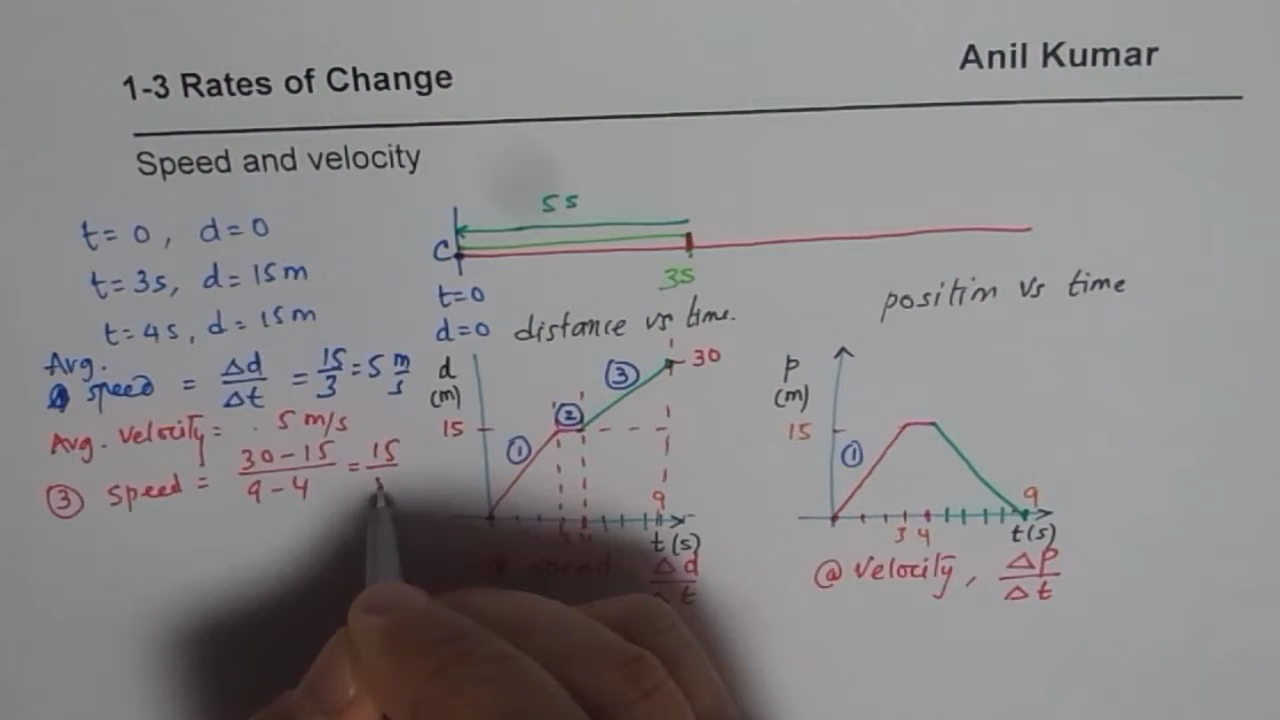 1-3 Rates of Change
Anil Kumar
Speed and velocity
t=0, d=0
t=3s, d=15m
t=4s, d=15m
Avg.
speed = Δd/Δt = 15/3 = 5 m/s
Avg. velocity = 5 m/s
③ speed = 30-15/9-4 = 15
5s
C
3s
t=0
d=0
distance vs time.
d
(m)
15
30
①
②
③
9
t(s)
speed Δd/Δt
position vs time
p
(m)
15
①
3 4
9
t(s)
@ velocity, Δp/Δt